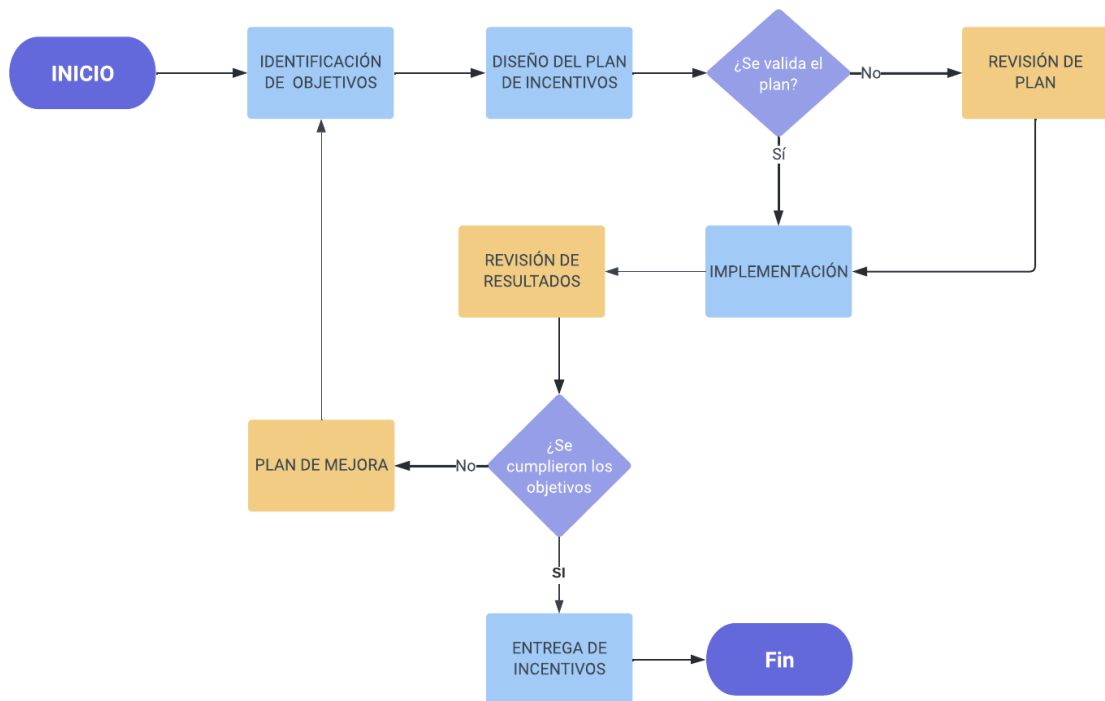 INICIO
IDENTIFICACIÓN
DE OBJETIVOS
DISEÑO DEL PLAN
DE INCENTIVOS
¿Se valida el
plan?
No
REVISIÓN DE
PLAN
Sí
REVISIÓN DE
RESULTADOS
IMPLEMENTACIÓN
PLAN DE MEJORA
No
¿Se
cumplieron los
objetivos
SI
ENTREGA DE
INCENTIVOS
Fin